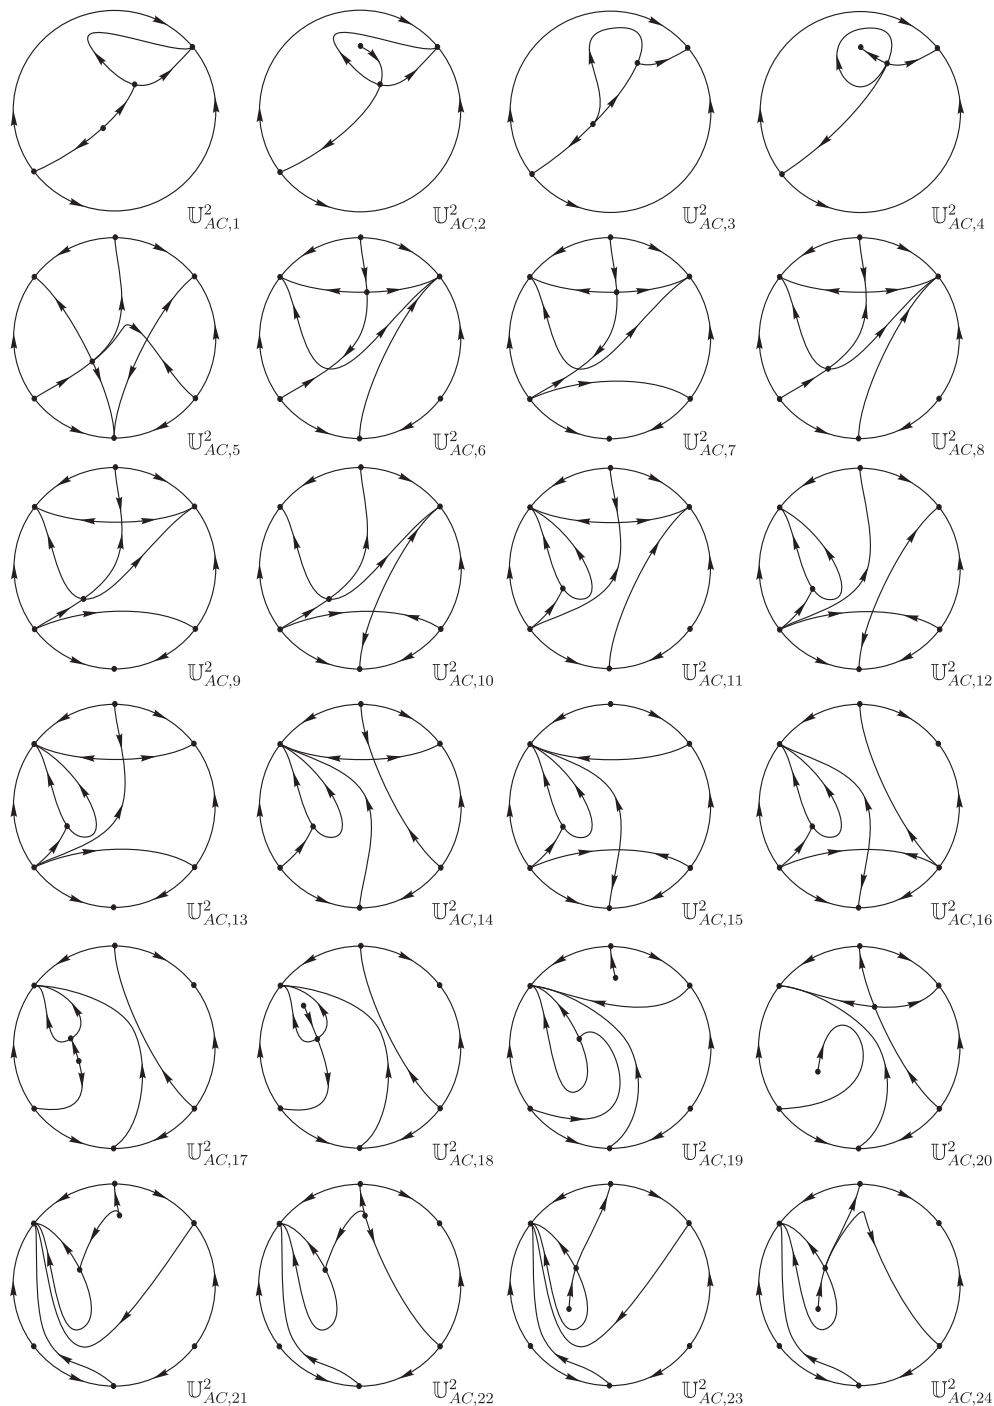 𝕌²_{AC,1} 𝕌²_{AC,2} 𝕌²_{AC,3} 𝕌²_{AC,4}
𝕌²_{AC,5} 𝕌²_{AC,6} 𝕌²_{AC,7} 𝕌²_{AC,8}
𝕌²_{AC,9} 𝕌²_{AC,10} 𝕌²_{AC,11} 𝕌²_{AC,12}
𝕌²_{AC,13} 𝕌²_{AC,14} 𝕌²_{AC,15} 𝕌²_{AC,16}
𝕌²_{AC,17} 𝕌²_{AC,18} 𝕌²_{AC,19} 𝕌²_{AC,20}
𝕌²_{AC,21} 𝕌²_{AC,22} 𝕌²_{AC,23} 𝕌²_{AC,24}